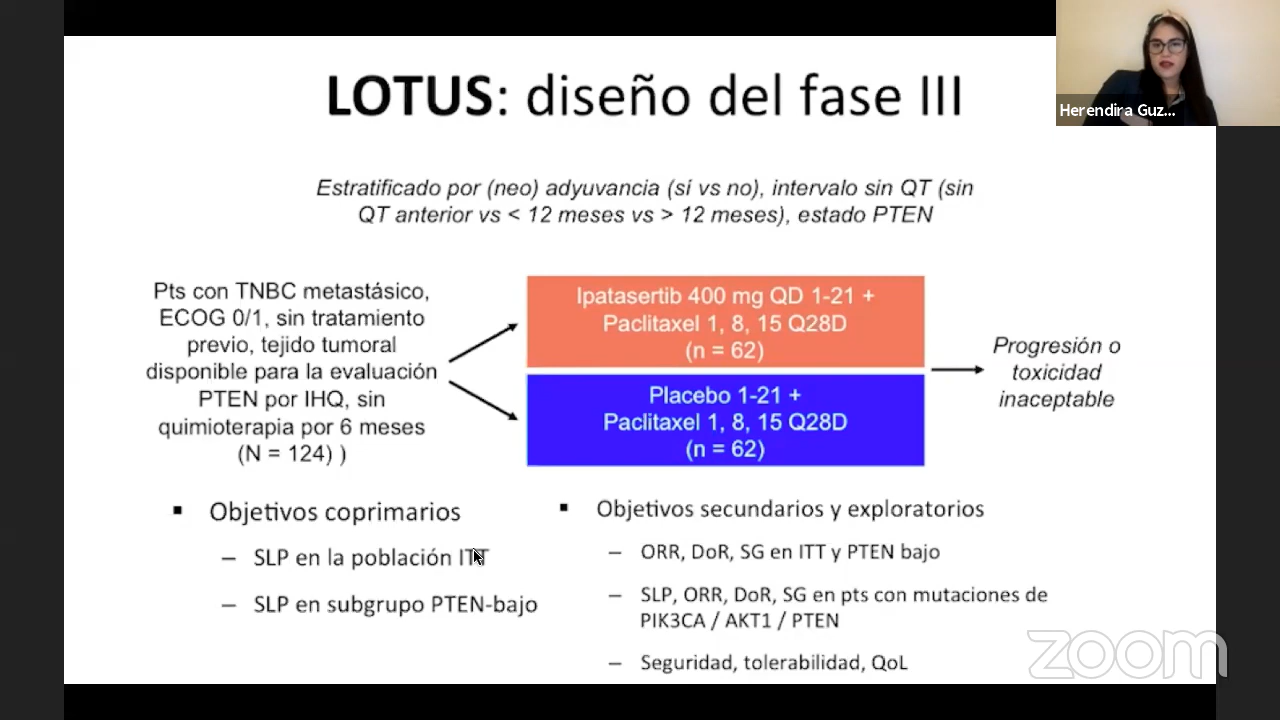 LOTUS: diseño del fase III
Herendira Guz...
Estratificado por (neo) adyuvancia (sí vs no), intervalo sin QT (sin
QT anterior vs < 12 meses vs > 12 meses), estado PTEN
Pts con TNBC metastásico,
ECOG 0/1, sin tratamiento
previo, tejido tumoral
disponible para la evaluación
PTEN por IHQ, sin
quimioterapia por 6 meses
(N = 124) )
Ipatasertib 400 mg QD 1-21 +
Paclitaxel 1, 8, 15 Q28D
(n = 62)
Placebo 1-21 +
Paclitaxel 1, 8, 15 Q28D
(n = 62)
Progresión o
toxicidad
inaceptable
▪ Objetivos coprimarios
– SLP en la población ITT
– SLP en subgrupo PTEN-bajo
▪ Objetivos secundarios y exploratorios
– ORR, DoR, SG en ITT y PTEN bajo
– SLP, ORR, DoR, SG en pts con mutaciones de
PIK3CA / AKT1 / PTEN
– Seguridad, tolerabilidad, QoL
zoom